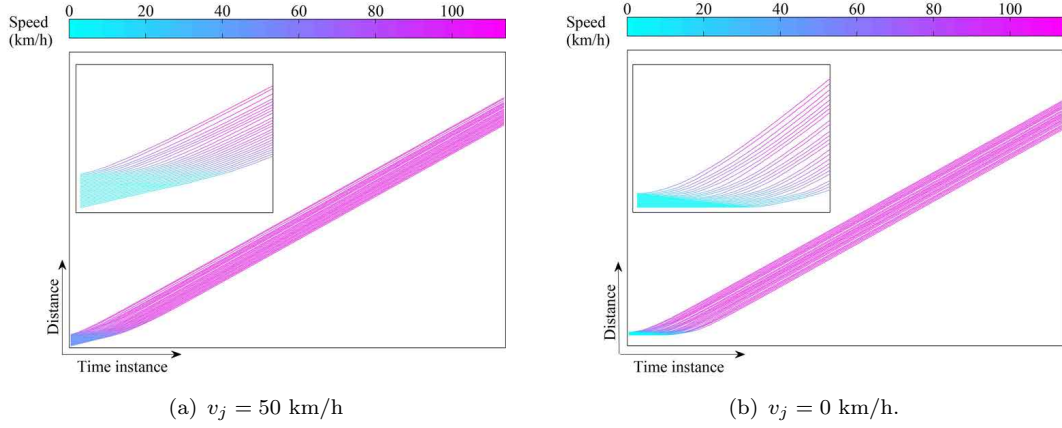 0 20 40 60 80 100
Speed
(km/h)
Distance
Time instance
(a) v_j = 50 km/h
0 20 40 60 80 100
Speed
(km/h)
Distance
Time instance
(b) v_j = 0 km/h.